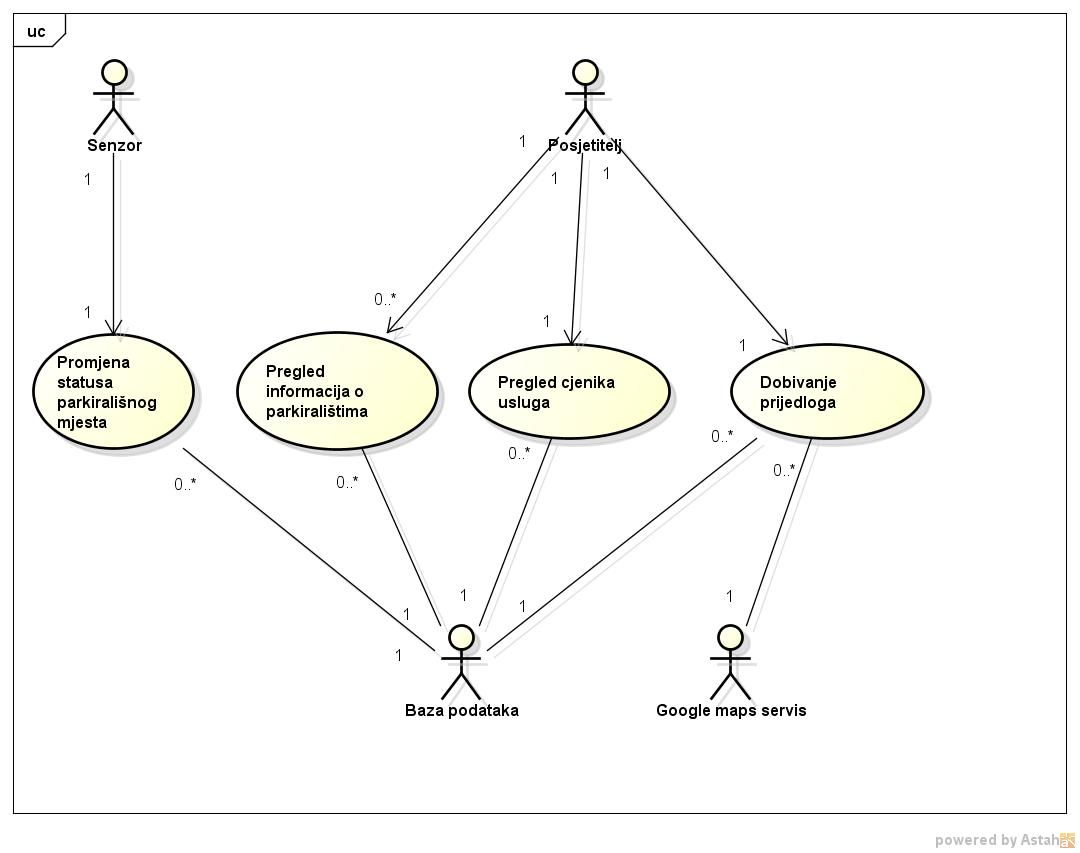 uc
Senzor
Posjetitelj
1
1
1
1
0..*
1
1
1
Promjena
statusa
parkirališnog
mjesta
Pregled
informacija o
parkiralištima
Pregled cjenika
usluga
Dobivanje
prijedloga
0..*
0..*
0..*
0..*
0..*
1
1
1
1
1
Baza podataka
Google maps servis
powered by Astah